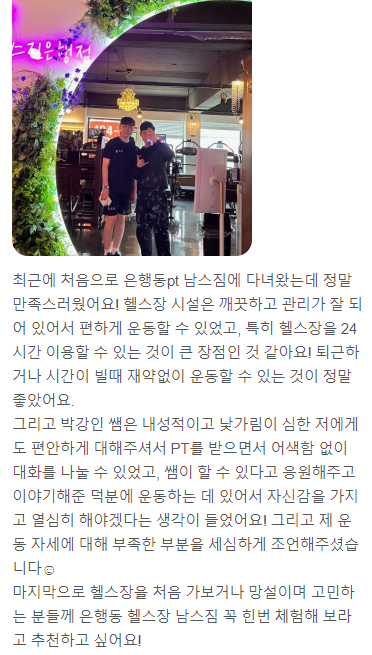 스짐은행점
최근에 처음으로 은행동pt 남스짐에 다녀왔는데 정말
만족스러웠어요! 헬스장 시설은 깨끗하고 관리가 잘 되
어 있어서 편하게 운동할 수 있었고, 특히 헬스장을 24
시간 이용할 수 있는 것이 큰 장점인 것 같아요! 퇴근하
거나 시간이 빌때 재약없이 운동할 수 있는 것이 정말
좋았어요.
그리고 박강인 쌤은 내성적이고 낯가림이 심한 저에게
도 편안하게 대해주셔서 PT를 받으면서 어색함 없이
대화를 나눌 수 있었고, 쌤이 할 수 있다고 응원해주고
이야기해준 덕분에 운동하는 데 있어서 자신감을 가지
고 열심히 해야겠다는 생각이 들었어요! 그리고 제 운
동 자세에 대해 부족한 부분을 세심하게 조언해주셨습
니다☺
마지막으로 헬스장을 처음 가보거나 망설이며 고민하
는 분들께 은행동 헬스장 남스짐 꼭 힌번 체험해 보라
고 추천하고 싶어요!